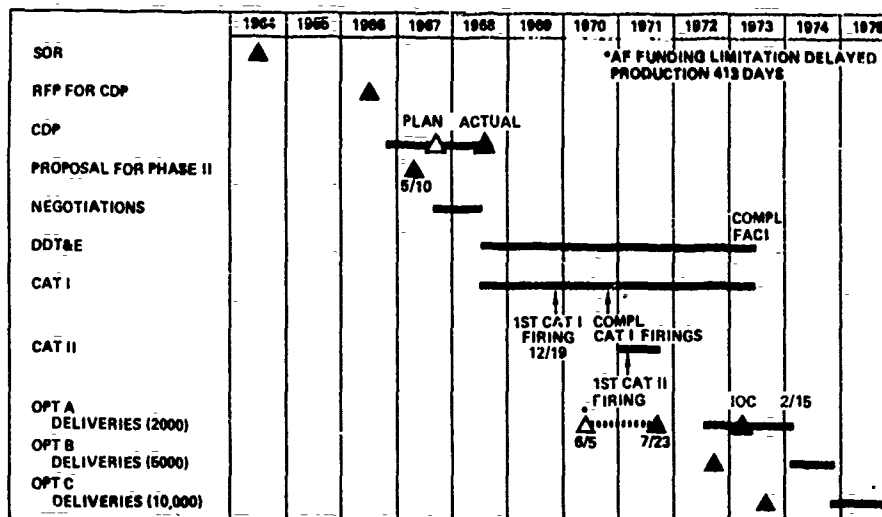 1964 1965 1966 1967 1968 1969 1970 1971 1972 1973 1974 1975
SOR
*AF FUNDING LIMITATION DELAYED
PRODUCTION 413 DAYS
RFP FOR CDP
CDP
PLAN ACTUAL
PROPOSAL FOR PHASE II
5/10
NEGOTIATIONS
DDT&E
COMPL
FACI
CAT I
1ST CAT I
FIRING
12/19
COMPL
CAT I FIRINGS
CAT II
1ST CAT II
FIRING
OPT A
DELIVERIES (2000)
*
6/5
7/23
IOC
2/15
OPT B
DELIVERIES (5000)
OPT C
DELIVERIES (10,000)